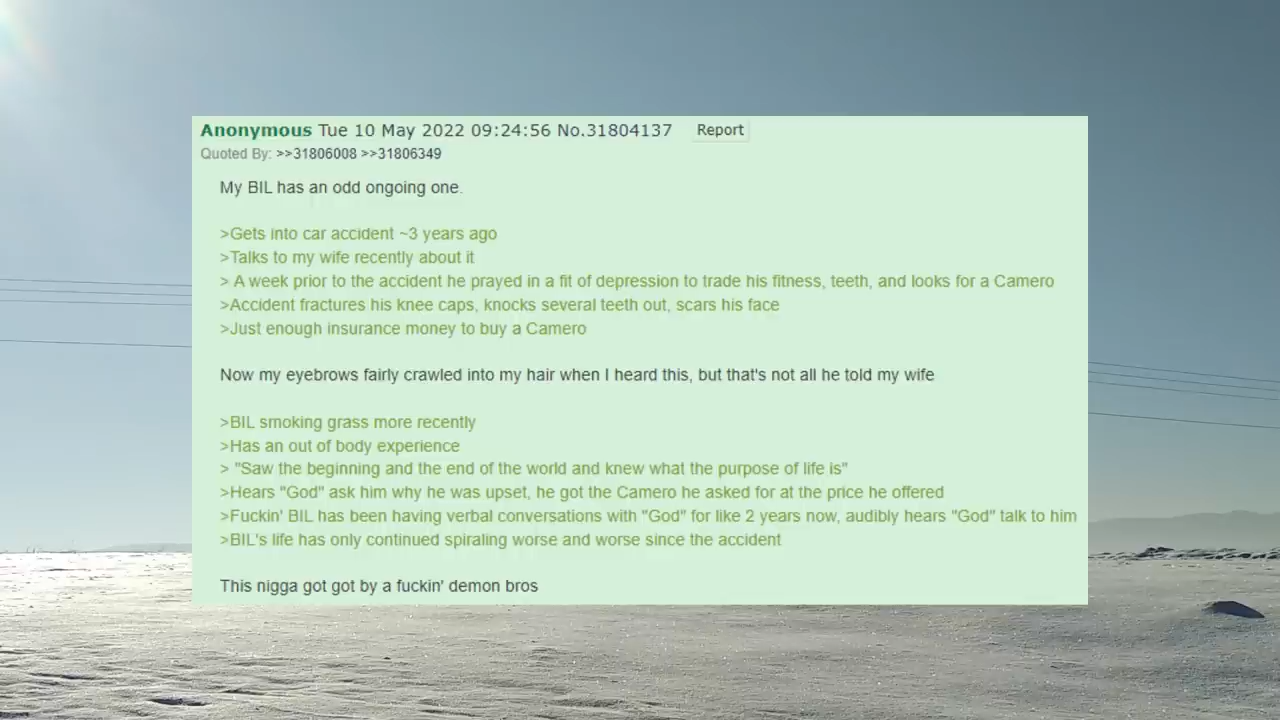 Anonymous Tue 10 May 2022 09:24:56 No.31804137 Report
Quoted By: >>31806008 >>31806349
My BIL has an odd ongoing one.
>Gets into car accident ~3 years ago
>Talks to my wife recently about it
> A week prior to the accident he prayed in a fit of depression to trade his fitness, teeth, and looks for a Camero
>Accident fractures his knee caps, knocks several teeth out, scars his face
>Just enough insurance money to buy a Camero
Now my eyebrows fairly crawled into my hair when I heard this, but that's not all he told my wife
>BIL smoking grass more recently
>Has an out of body experience
> "Saw the beginning and the end of the world and knew what the purpose of life is"
>Hears "God" ask him why he was upset, he got the Camero he asked for at the price he offered
>Fuckin' BIL has been having verbal conversations with "God" for like 2 years now, audibly hears "God" talk to him
>BIL's life has only continued spiraling worse and worse since the accident
This nigga got got by a fuckin' demon bros